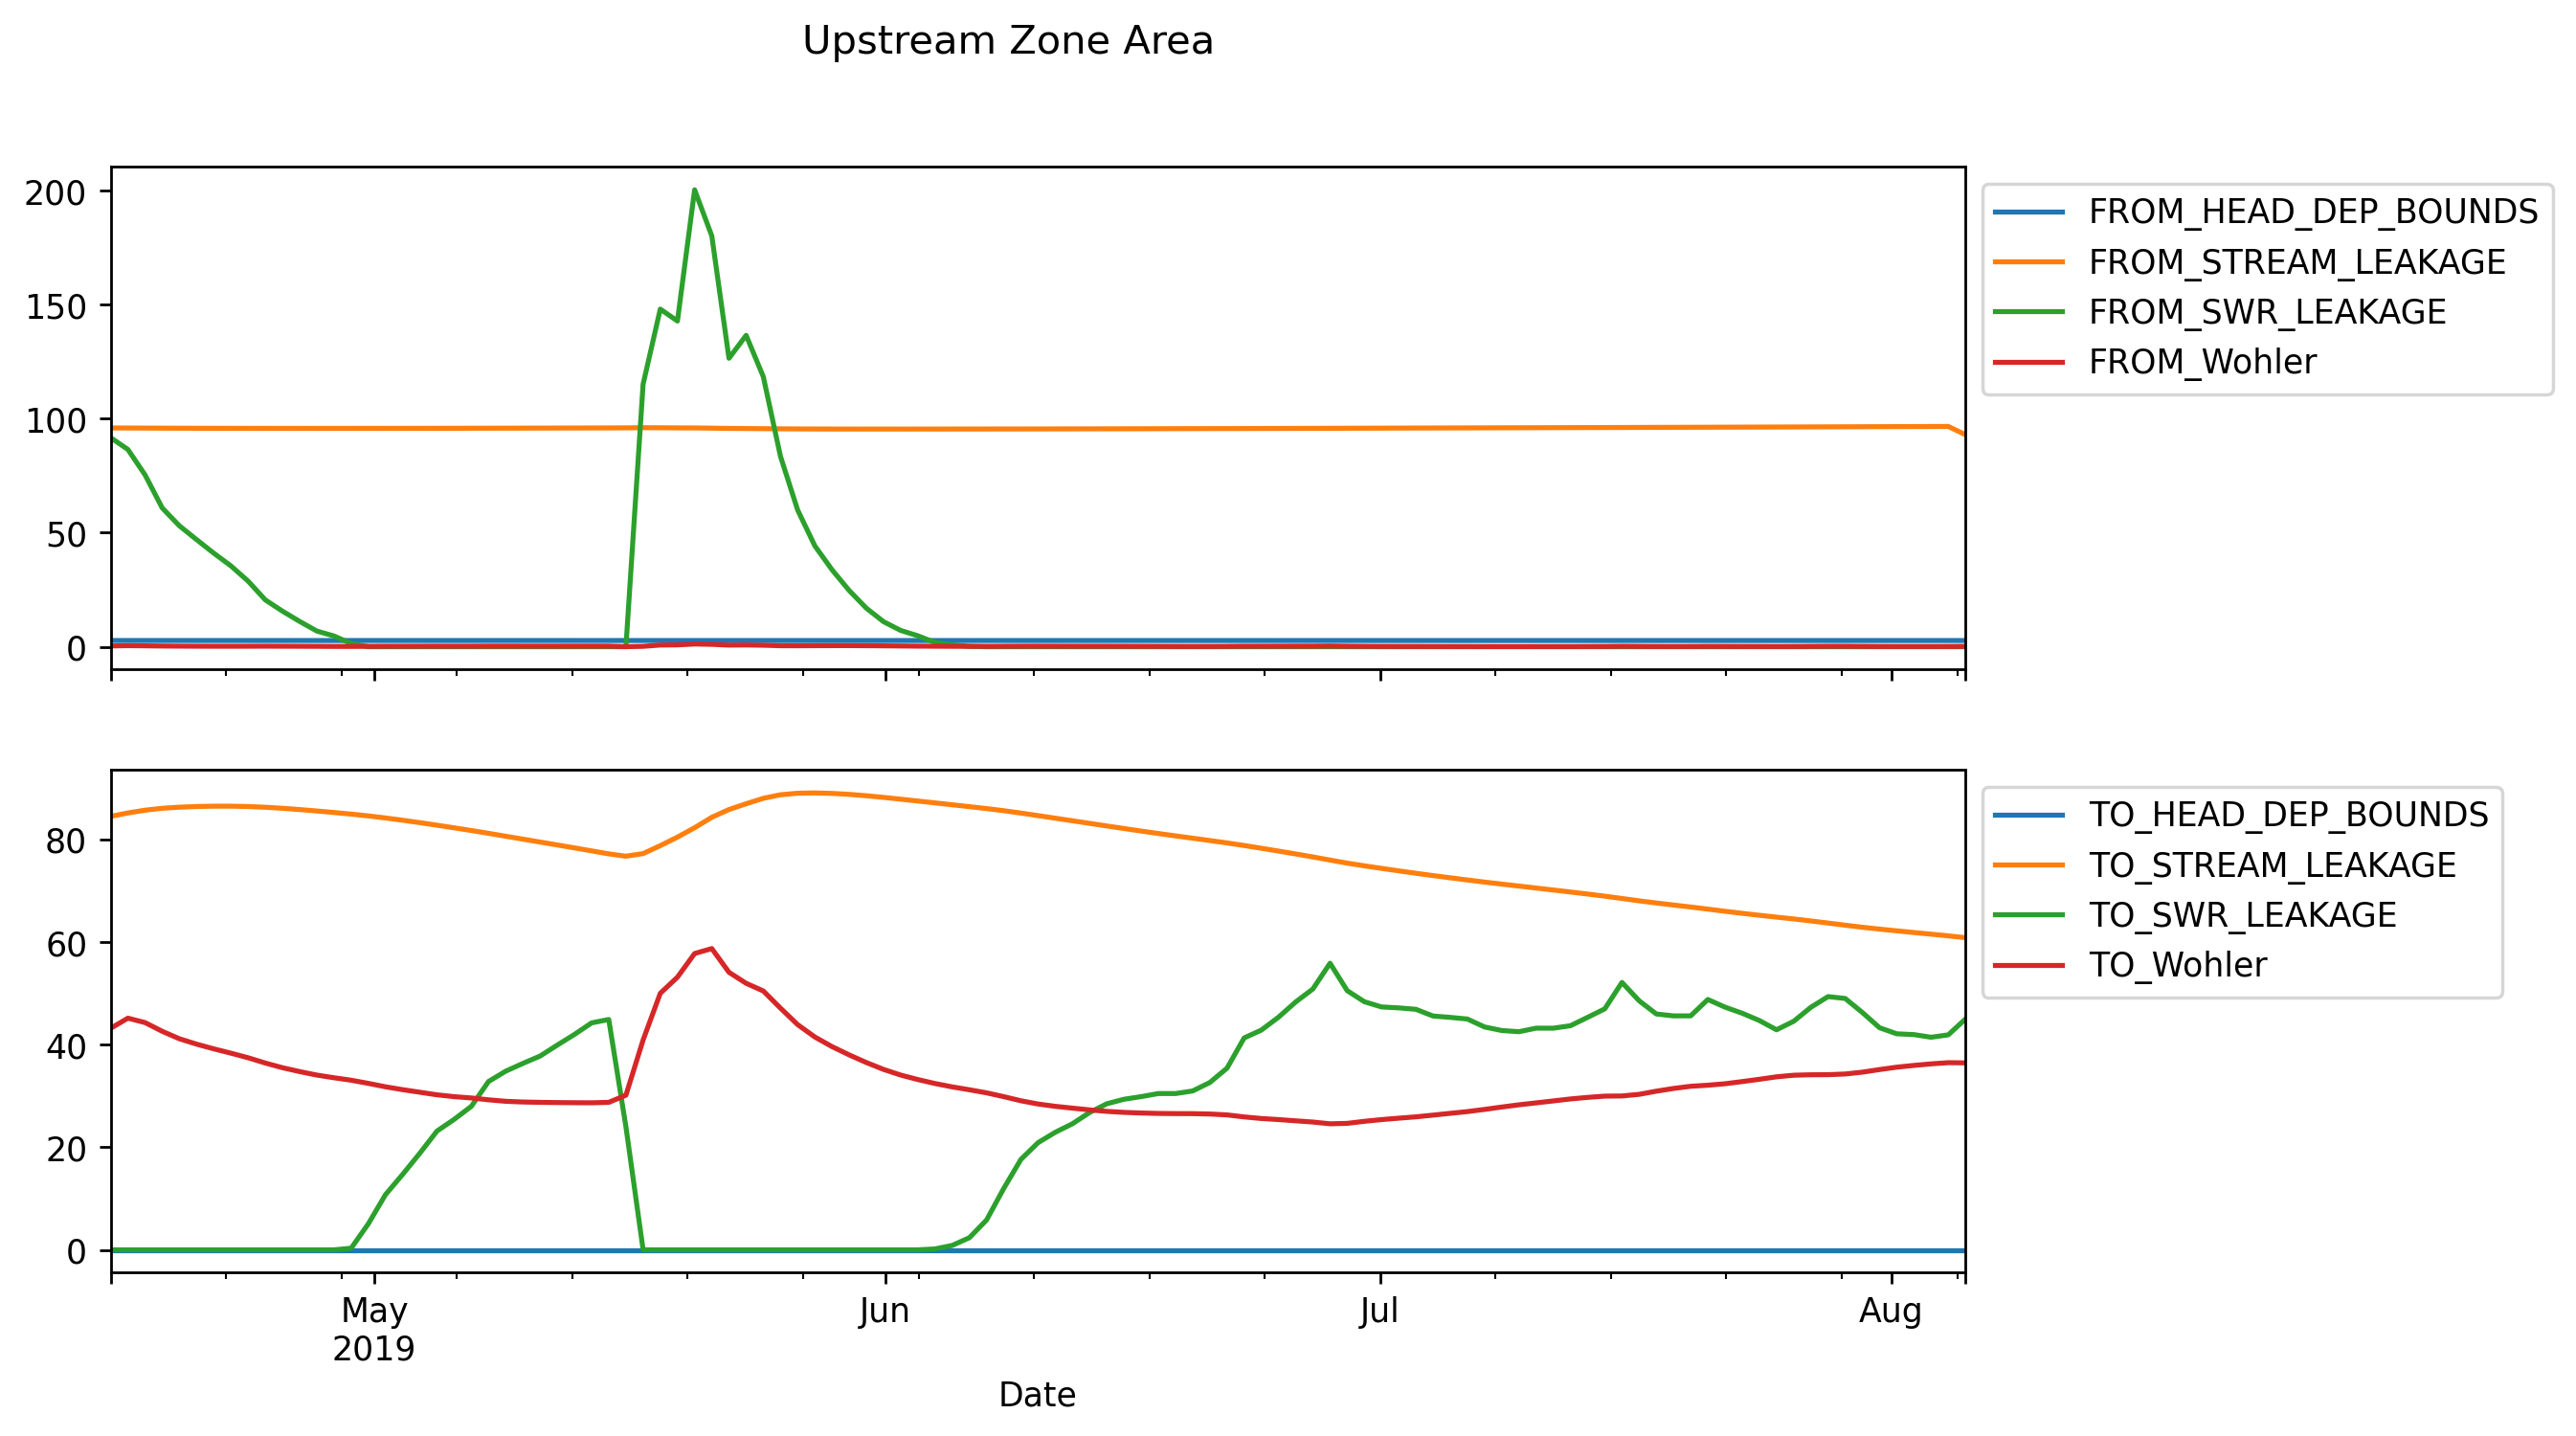 Upstream Zone Area
200
150
100
50
0
FROM_HEAD_DEP_BOUNDS
FROM_STREAM_LEAKAGE
FROM_SWR_LEAKAGE
FROM_Wohler
80
60
40
20
0
TO_HEAD_DEP_BOUNDS
TO_STREAM_LEAKAGE
TO_SWR_LEAKAGE
TO_Wohler
May
2019
Jun
Jul
Aug
Date